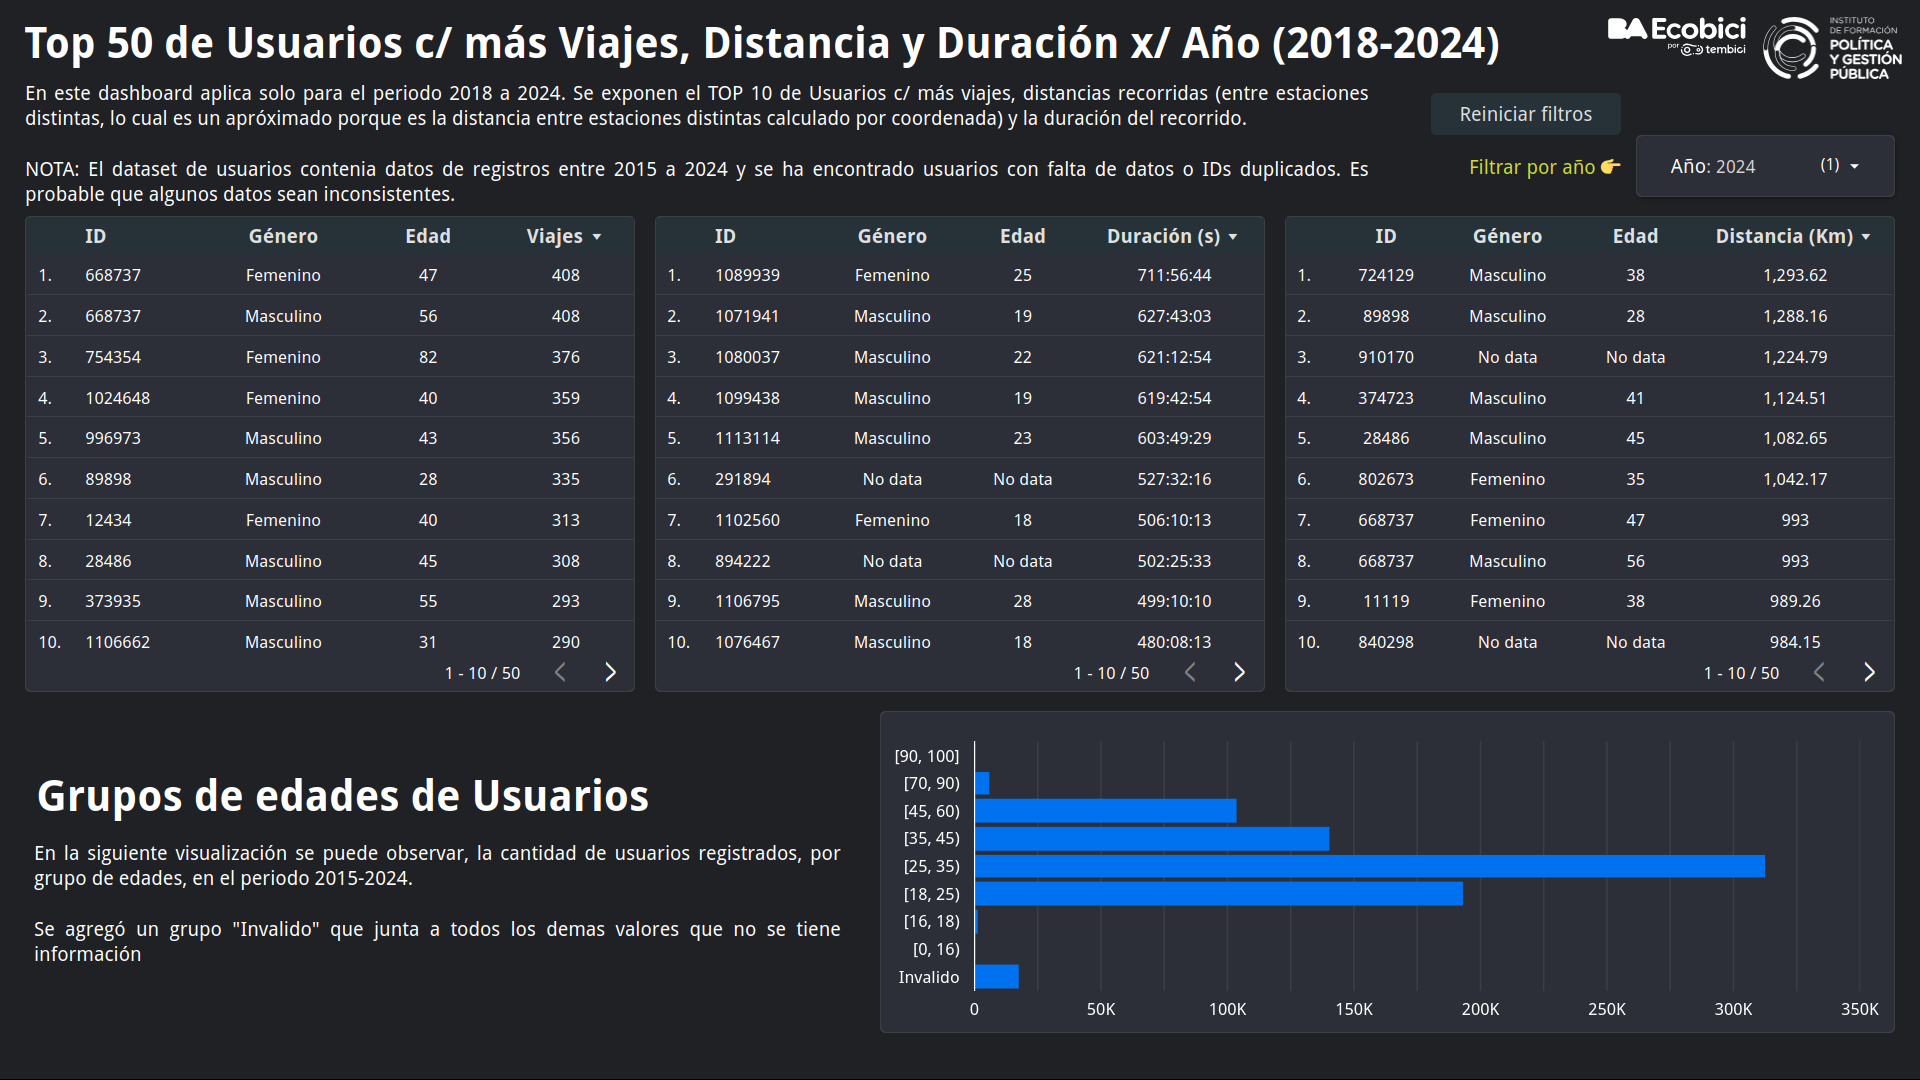 Top 50 de Usuarios c/ más Viajes, Distancia y Duración x/ Año (2018-2024)
BAEcobici
por tembici
INSTITUTO
DE FORMACIÓN
POLÍTICA
Y GESTIÓN
PÚBLICA
En este dashboard aplica solo para el periodo 2018 a 2024. Se exponen el TOP 10 de Usuarios c/ más viajes, distancias recorridas (entre estaciones
distintas, lo cual es un apróximado porque es la distancia entre estaciones distintas calculado por coordenada) y la duración del recorrido.
NOTA: El dataset de usuarios contenia datos de registros entre 2015 a 2024 y se ha encontrado usuarios con falta de datos o IDs duplicados. Es
probable que algunos datos sean inconsistentes.
Reiniciar filtros
Filtrar por año 👉
Año: 2024 (1)
ID Género Edad Viajes
1. 668737 Femenino 47 408
2. 668737 Masculino 56 408
3. 754354 Femenino 82 376
4. 1024648 Femenino 40 359
5. 996973 Masculino 43 356
6. 89898 Masculino 28 335
7. 12434 Femenino 40 313
8. 28486 Masculino 45 308
9. 373935 Masculino 55 293
10. 1106662 Masculino 31 290
1 - 10 / 50
ID Género Edad Duración (s)
1. 1089939 Femenino 25 711:56:44
2. 1071941 Masculino 19 627:43:03
3. 1080037 Masculino 22 621:12:54
4. 1099438 Masculino 19 619:42:54
5. 1113114 Masculino 23 603:49:29
6. 291894 No data No data 527:32:16
7. 1102560 Femenino 18 506:10:13
8. 894222 No data No data 502:25:33
9. 1106795 Masculino 28 499:10:10
10. 1076467 Masculino 18 480:08:13
1 - 10 / 50
ID Género Edad Distancia (Km)
1. 724129 Masculino 38 1,293.62
2. 89898 Masculino 28 1,288.16
3. 910170 No data No data 1,224.79
4. 374723 Masculino 41 1,124.51
5. 28486 Masculino 45 1,082.65
6. 802673 Femenino 35 1,042.17
7. 668737 Femenino 47 993
8. 668737 Masculino 56 993
9. 11119 Femenino 38 989.26
10. 840298 No data No data 984.15
1 - 10 / 50
Grupos de edades de Usuarios
En la siguiente visualización se puede observar, la cantidad de usuarios registrados, por
grupo de edades, en el periodo 2015-2024.
Se agregó un grupo "Invalido" que junta a todos los demas valores que no se tiene
información
[90, 100]
[70, 90)
[45, 60)
[35, 45)
[25, 35)
[18, 25)
[16, 18)
[0, 16)
Invalido
0 50K 100K 150K 200K 250K 300K 350K